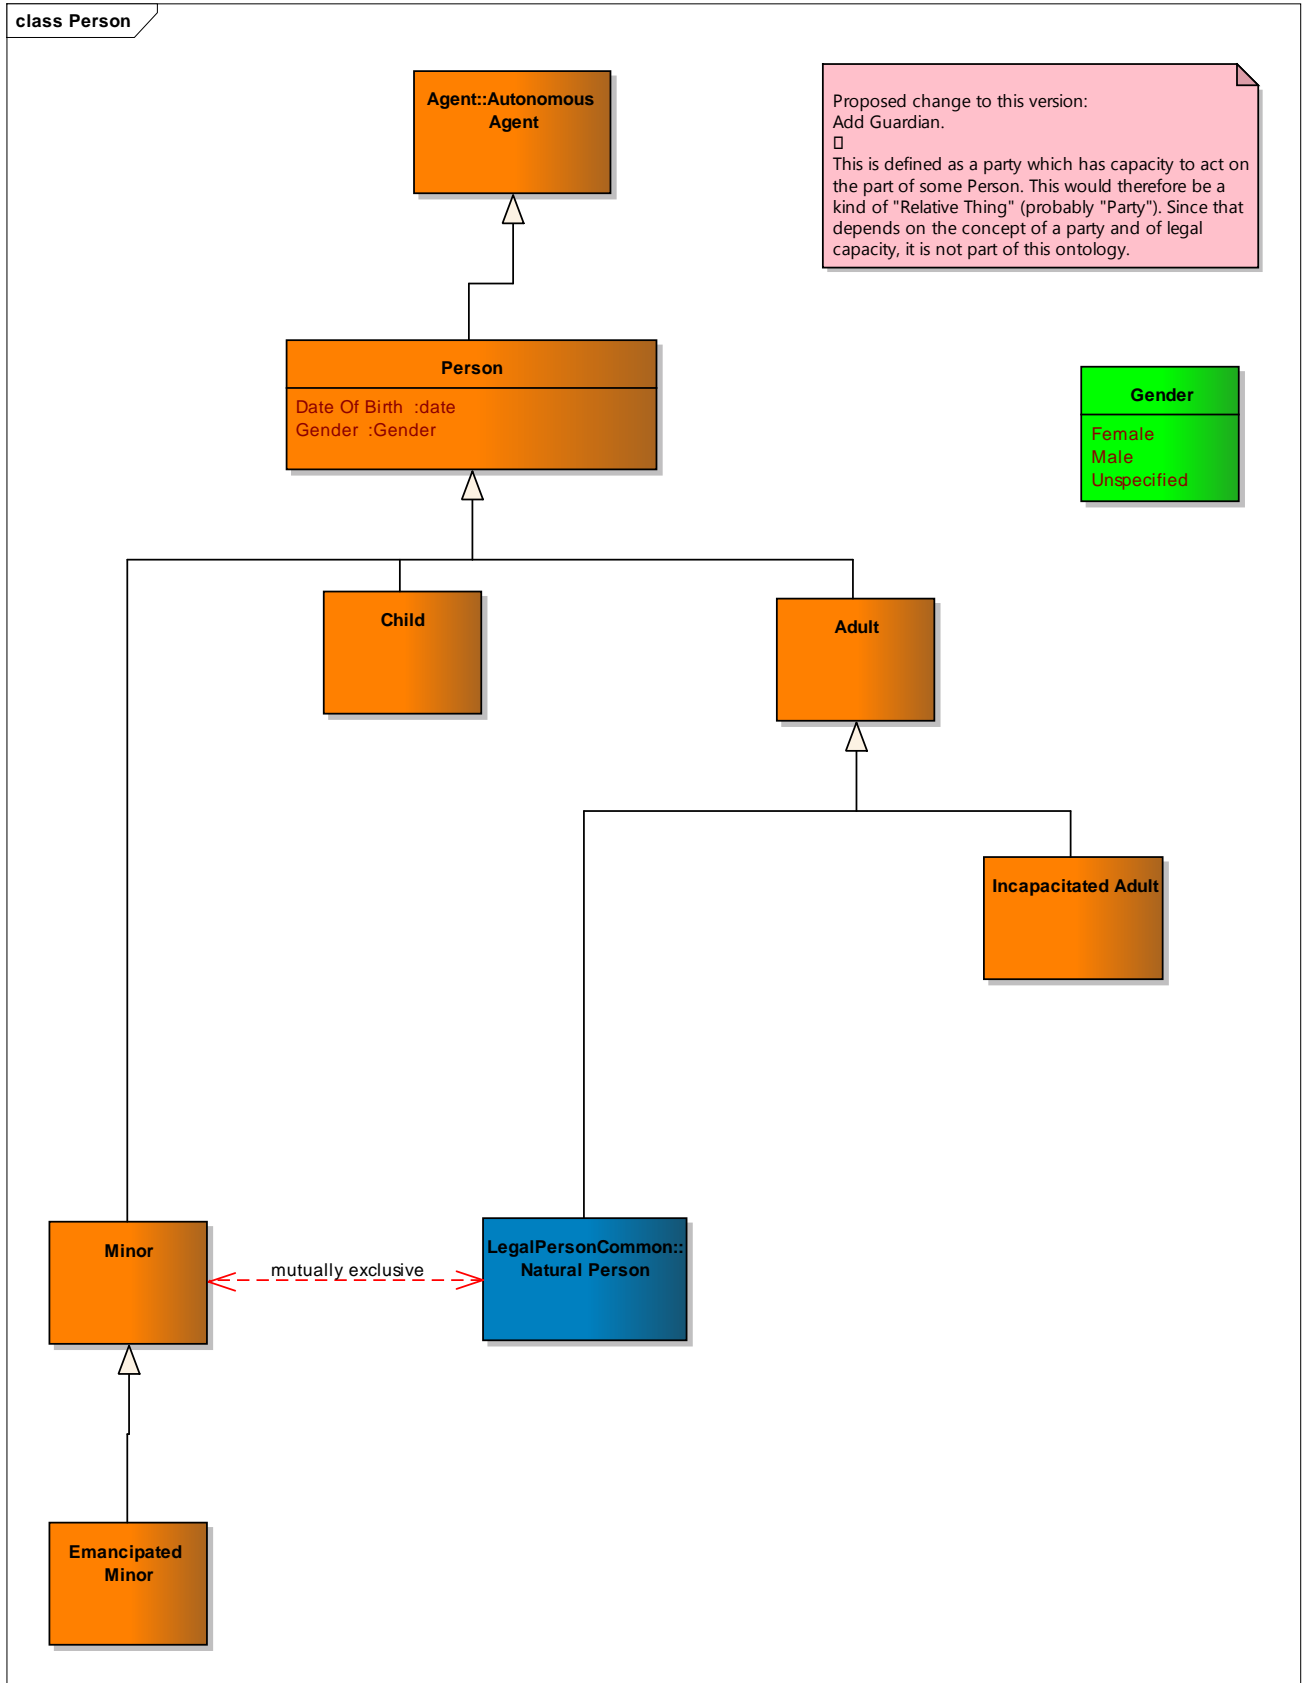 class Person
Agent::Autonomous
Agent
Proposed change to this version:
Add Guardian.
This is defined as a party which has capacity to act on
the part of some Person. This would therefore be a
kind of "Relative Thing" (probably "Party"). Since that
depends on the concept of a party and of legal
capacity, it is not part of this ontology.
Person
Date Of Birth :date
Gender :Gender
Gender
Female
Male
Unspecified
Child
Adult
Incapacitated Adult
Minor
mutually exclusive
LegalPersonCommon::
Natural Person
Emancipated
Minor